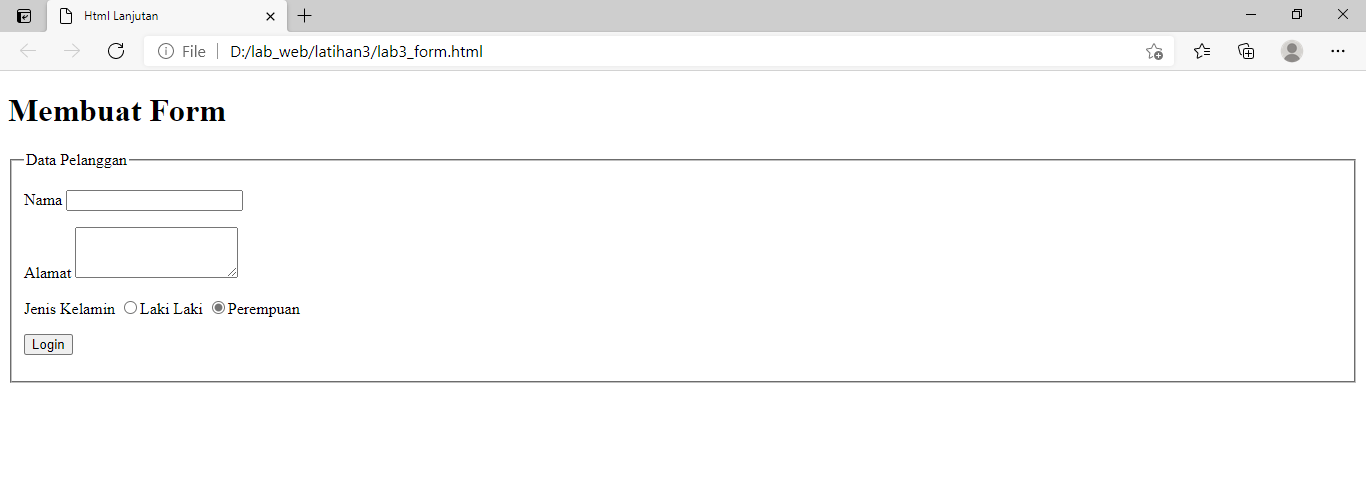 Html Lanjutan
File D:/lab_web/latihan3/lab3_form.html
Membuat Form
Data Pelanggan
Nama
Alamat
Jenis Kelamin Laki Laki Perempuan
Login